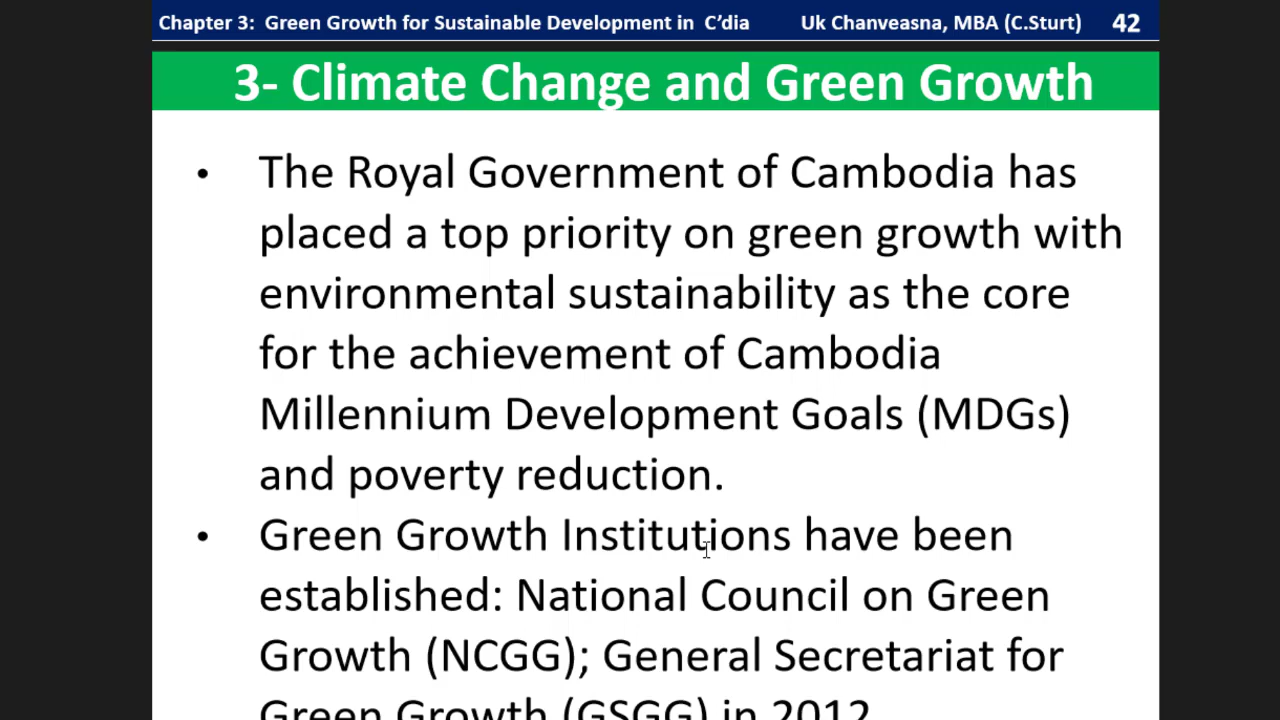 Chapter 3: Green Growth for Sustainable Development in C’dia Uk Chanveasna, MBA (C.Sturt) 42
3- Climate Change and Green Growth
• The Royal Government of Cambodia has
placed a top priority on green growth with
environmental sustainability as the core
for the achievement of Cambodia
Millennium Development Goals (MDGs)
and poverty reduction.
• Green Growth Institutions have been
established: National Council on Green
Growth (NCGG); General Secretariat for
Green Growth (GSGG) in 2012